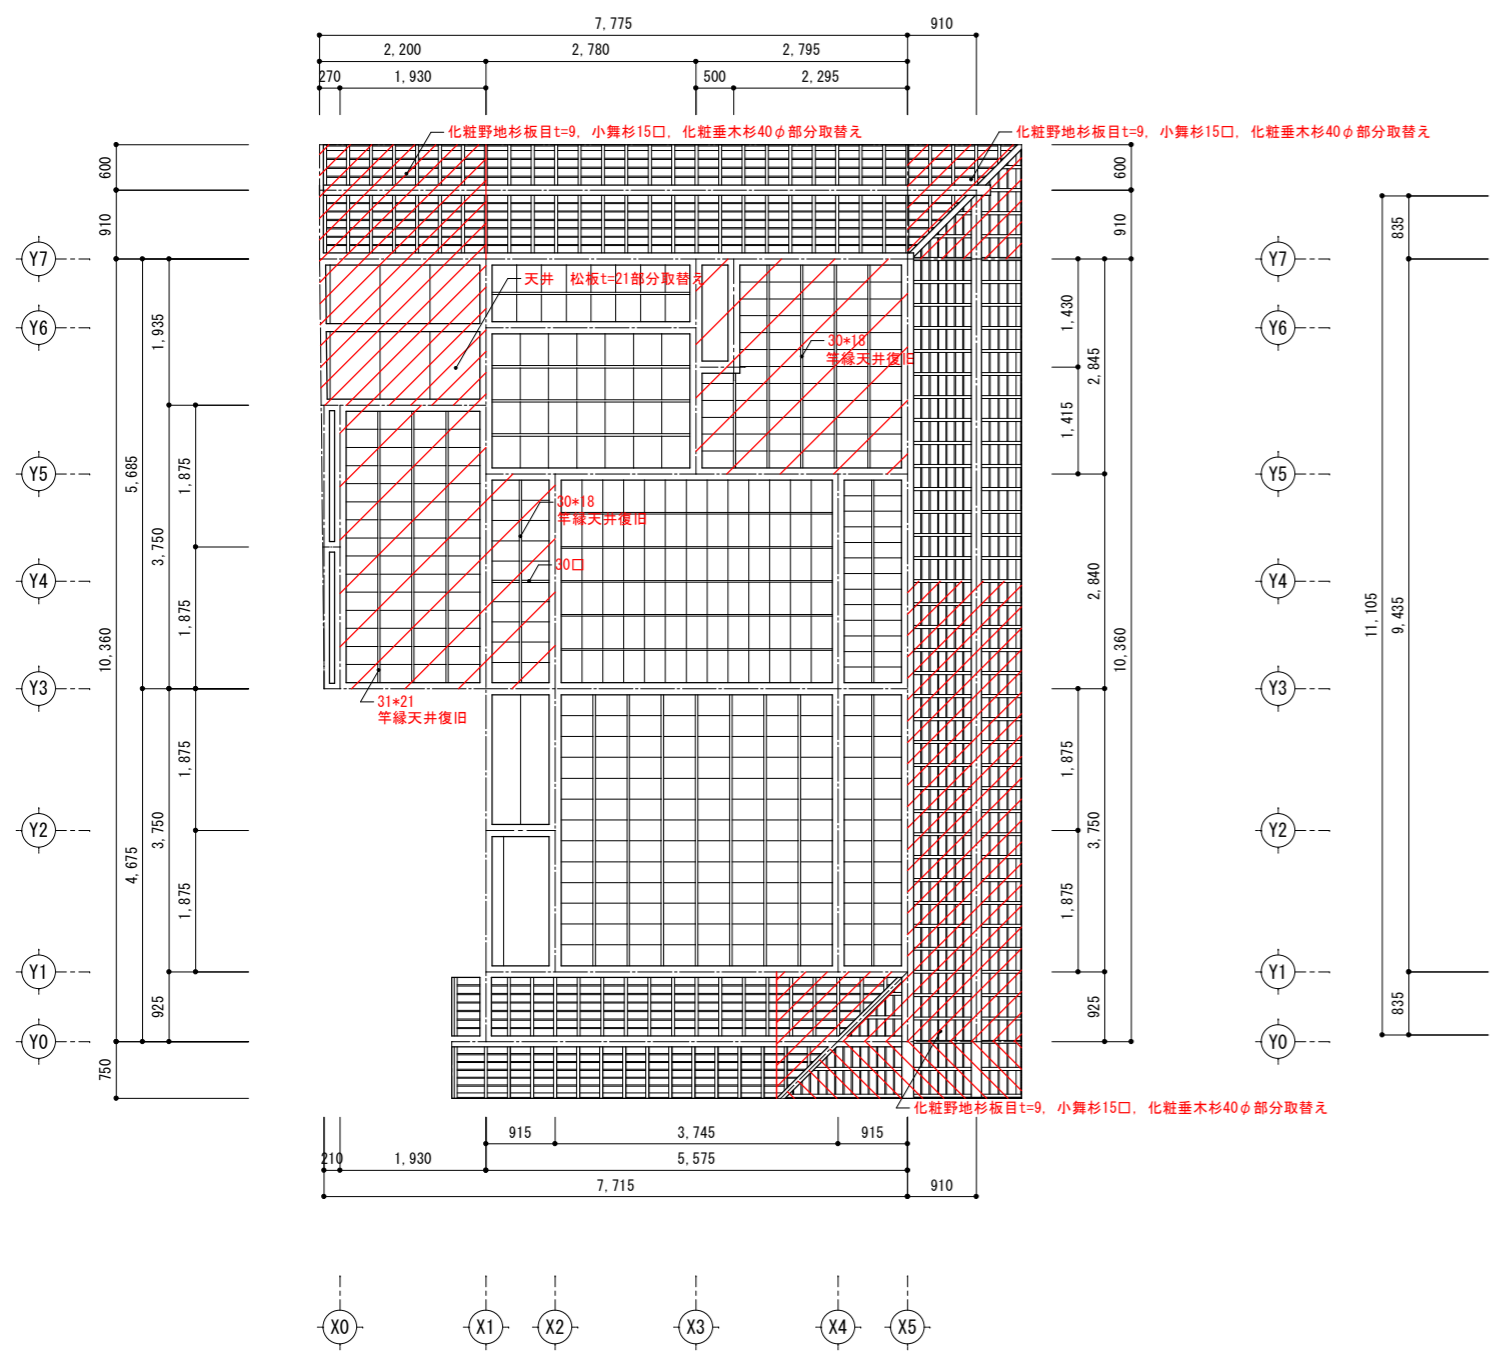 7,775
910
2,200
2,780
2,795
270
1,930
500
2,295
化粧野地杉板目t=9, 小舞杉15口, 化粧垂木杉40φ部分取替え
化粧野地杉板目t=9, 小舞杉15口, 化粧垂木杉40φ部分取替え
600
910
600
910
835
Y7
Y7
天井 松板t=21部分取替え
Y6
Y6
1,935
1,430
2,845
30*18
竿縁天井復旧
1,415
5,685
1,875
3,750
Y5
Y5
30*18
竿縁天井復旧
30口
Y4
Y4
1,875
2,840
11,105
9,435
10,360
10,360
Y3
Y3
31*21
竿縁天井復旧
1,875
1,875
Y2
Y2
3,750
3,750
4,675
1,875
1,875
Y1
Y1
925
925
835
Y0
Y0
750
化粧野地杉板目t=9, 小舞杉15口, 化粧垂木杉40φ部分取替え
915
3,745
915
210
1,930
5,575
7,715
910
X0
X1
X2
X3
X4
X5